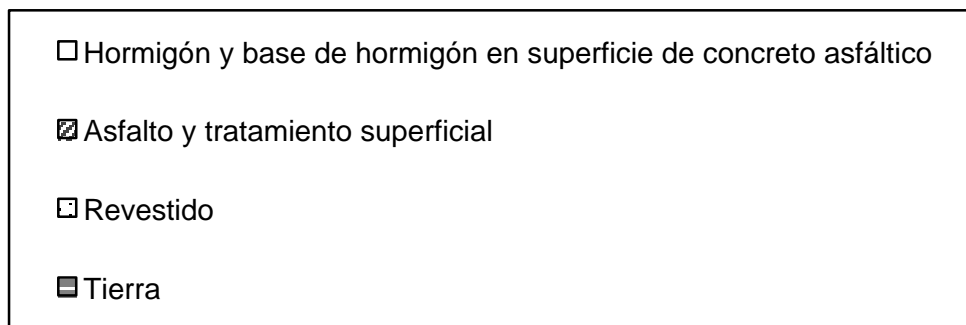 Hormigón y base de hormigón en superficie de concreto asfáltico
Asfalto y tratamiento superficial
Revestido
Tierra